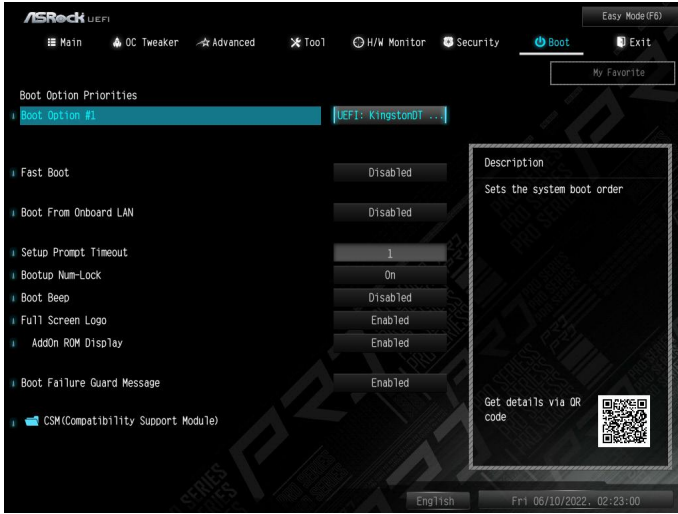 ASRock UEFI
Easy Mode(F6)
Main OC Tweaker Advanced Tool H/W Monitor Security Boot Exit
My Favorite
Boot Option Priorities
Boot Option #1 UEFI: KingstonDT ...
Description
Fast Boot Disabled
Sets the system boot order
Boot From Onboard LAN Disabled
Setup Prompt Timeout 1
Bootup Num-Lock On
Boot Beep Disabled
Full Screen Logo Enabled
AddOn ROM Display Enabled
Boot Failure Guard Message Enabled
Get details via QR
code
CSM(Compatibility Support Module)
English Fri 06/10/2022. 02:23:00